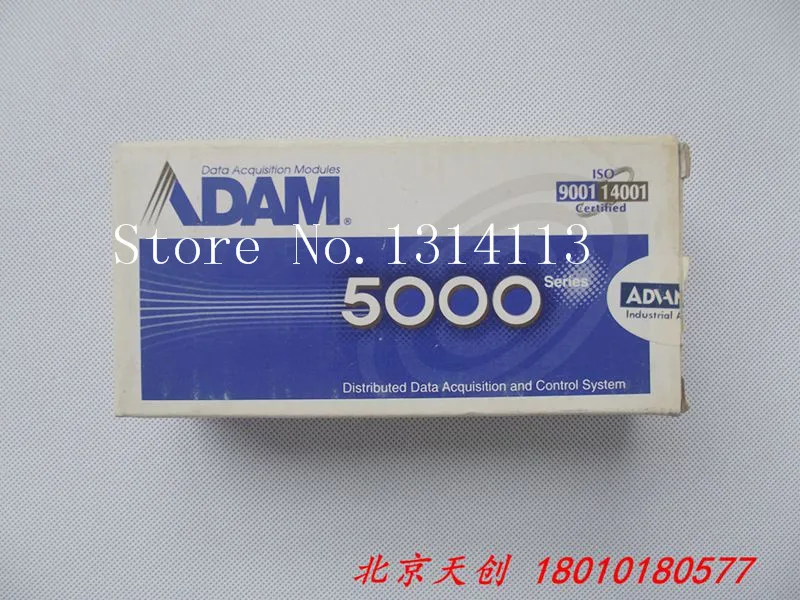 Data Acquisition Modules
ADAM®
ISO
9001 14001
Certified
Store No.1314113
5000 Series
ADVAN
Industrial A
Distributed Data Acquisition and Control System
北京天创 18010180577